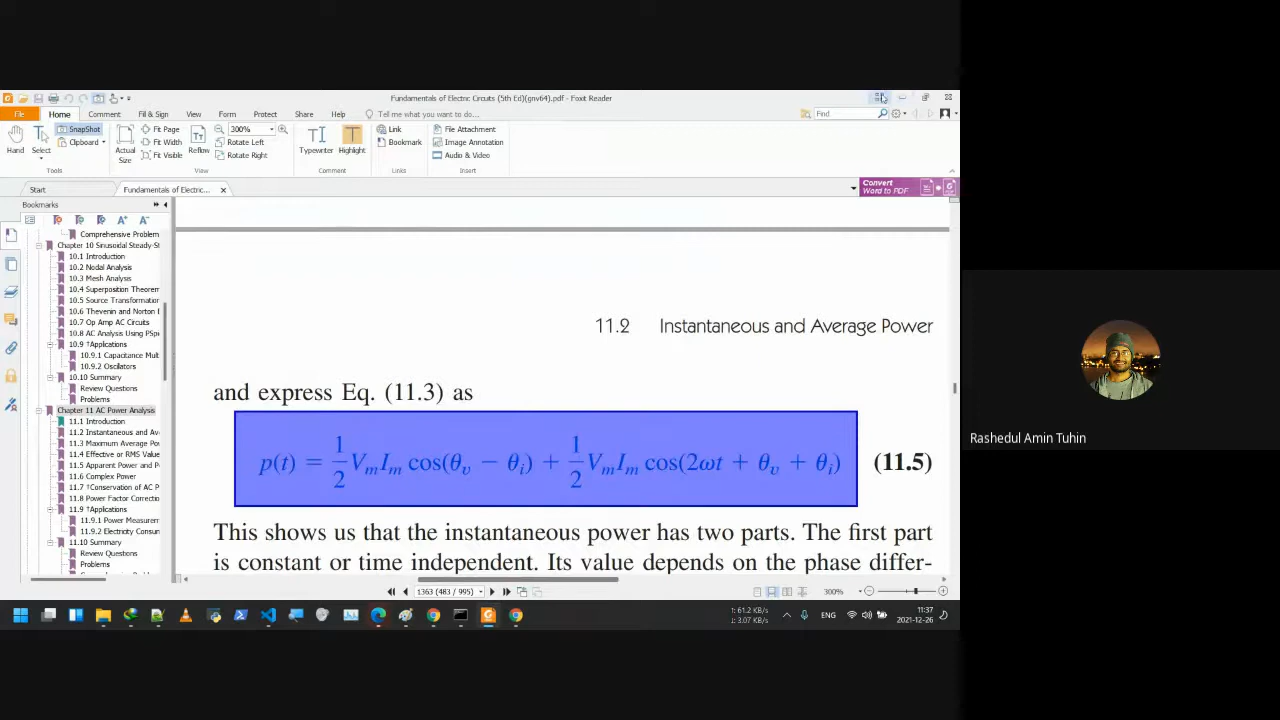 Fundamentals of Electric Circuits (5th Ed)(gnv64).pdf - Foxit Reader
File Home Comment Fill & Sign View Form Protect Share Help Tell me what you want to do... Find
Hand
Select
SnapShot
Clipboard
Tools
Actual Size
Fit Page
Fit Width
Fit Visible
Reflow
300%
Rotate Left
Rotate Right
View
Typewriter
Highlight
Comment
Link
Bookmark
Links
File Attachment
Image Annotation
Audio & Video
Insert
Start Fundamentals of Electric...
Convert
Word to PDF
Bookmarks
Comprehensive Problem
Chapter 10 Sinusoidal Steady-St
10.1 Introduction
10.2 Nodal Analysis
10.3 Mesh Analysis
10.4 Superposition Theorem
10.5 Source Transformation
10.6 Thevenin and Norton E
10.7 Op Amp AC Circuits
10.8 AC Analysis Using PSpi
10.9 †Applications
10.9.1 Capacitance Mult
10.9.2 Oscillators
10.10 Summary
Review Questions
Problems
Chapter 11 AC Power Analysis
11.1 Introduction
11.2 Instantaneous and Ave
11.3 Maximum Average Pow
11.4 Effective or RMS Value
11.5 Apparent Power and P
11.6 Complex Power
11.7 †Conservation of AC P
11.8 Power Factor Correctio
11.9 †Applications
11.9.1 Power Measurem
11.9.2 Electricity Consum
11.10 Summary
Review Questions
Problems
11.2 Instantaneous and Average Power
and express Eq. (11.3) as
p(t) = 1/2 VmIm cos(θv − θi) + 1/2 VmIm cos(2ωt + θv + θi) (11.5)
This shows us that the instantaneous power has two parts. The first part
is constant or time independent. Its value depends on the phase differ-
1363 (483 / 995)
300%
↑: 61.2 KB/s
↓: 3.07 KB/s
ENG
11:37
2021-12-26
Rashedul Amin Tuhin